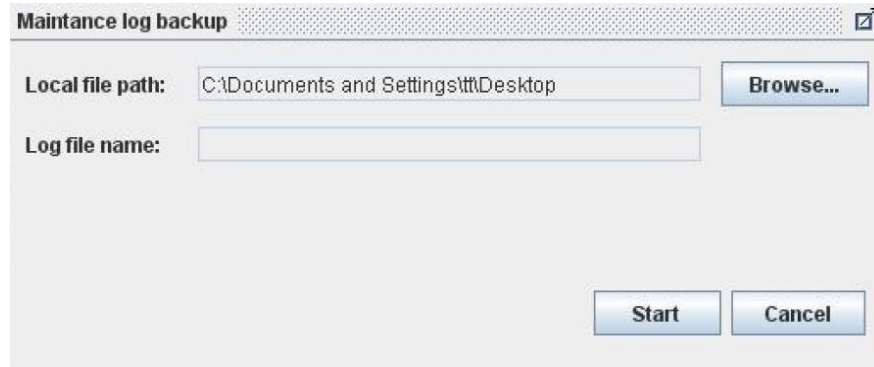 Maintance log backup
Local file path: C:\Documents and Settings\tt\Desktop Browse...
Log file name:
Start Cancel